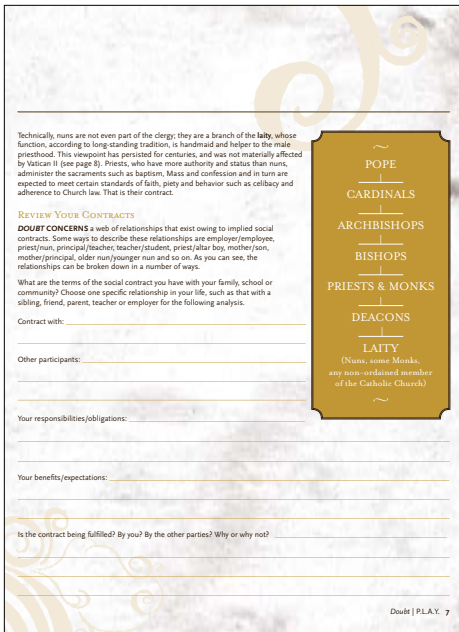 Technically, nuns are not even part of the clergy; they are a branch of the laity, whose
function, according to long-standing tradition, is handmaid and helper to the male
priesthood. This viewpoint has persisted for centuries, and was not materially affected
by Vatican II (see page 8). Priests, who have more authority and status than nuns,
administer the sacraments such as baptism, Mass and confession and in turn are
expected to meet certain standards of faith, piety and behavior such as celibacy and
adherence to Church law. That is their contract.
REVIEW YOUR CONTRACTS
DOUBT CONCERNS a web of relationships that exist owing to implied social
contracts. Some ways to describe these relationships are employer/employee,
priest/nun, principal/teacher, teacher/student, priest/altar boy, mother/son,
mother/principal, older nun/younger nun and so on. As you can see, the
relationships can be broken down in a number of ways.
What are the terms of the social contract you have with your family, school or
community? Choose one specific relationship in your life, such as that with a
sibling, friend, parent, teacher or employer for the following analysis.
Contract with:
Other participants:
Your responsibilities/obligations:
Your benefits/expectations:
Is the contract being fulfilled? By you? By the other parties? Why or why not?
POPE
CARDINALS
ARCHBISHOPS
BISHOPS
PRIESTS & MONKS
DEACONS
LAITY
(Nuns, some Monks,
any non-ordained member
of the Catholic Church)
Doubt | P.L.A.Y. 7